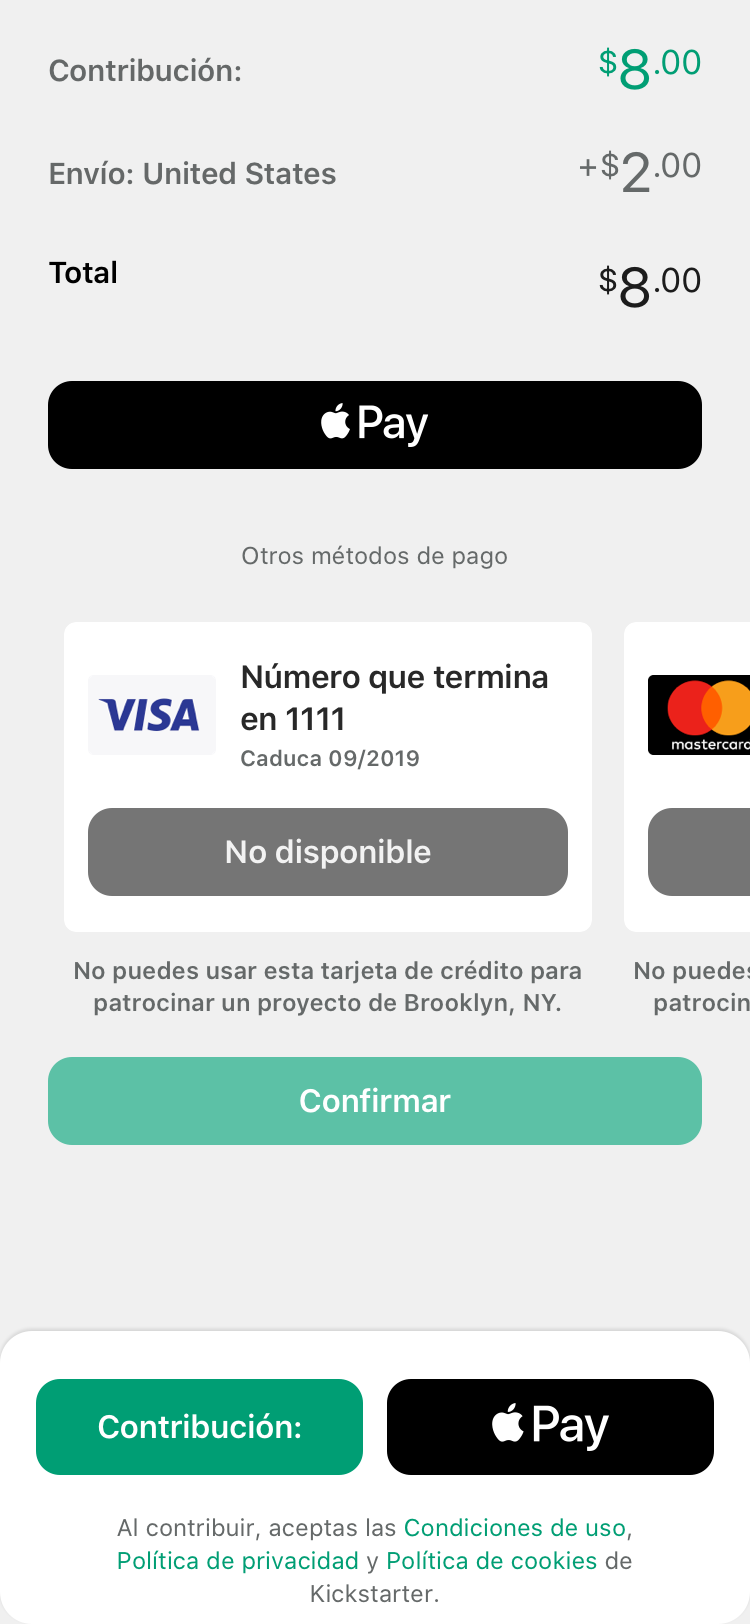 Contribución: $8.00
Envío: United States +$2.00
Total $8.00
Pay
Otros métodos de pago
VISA
Número que termina
en 1111
Caduca 09/2019
mastercard
No disponible
No puedes usar esta tarjeta de crédito para
patrocinar un proyecto de Brooklyn, NY.
No puedes
patrocin
Confirmar
Contribución:
Pay
Al contribuir, aceptas las Condiciones de uso,
Política de privacidad y Política de cookies de
Kickstarter.